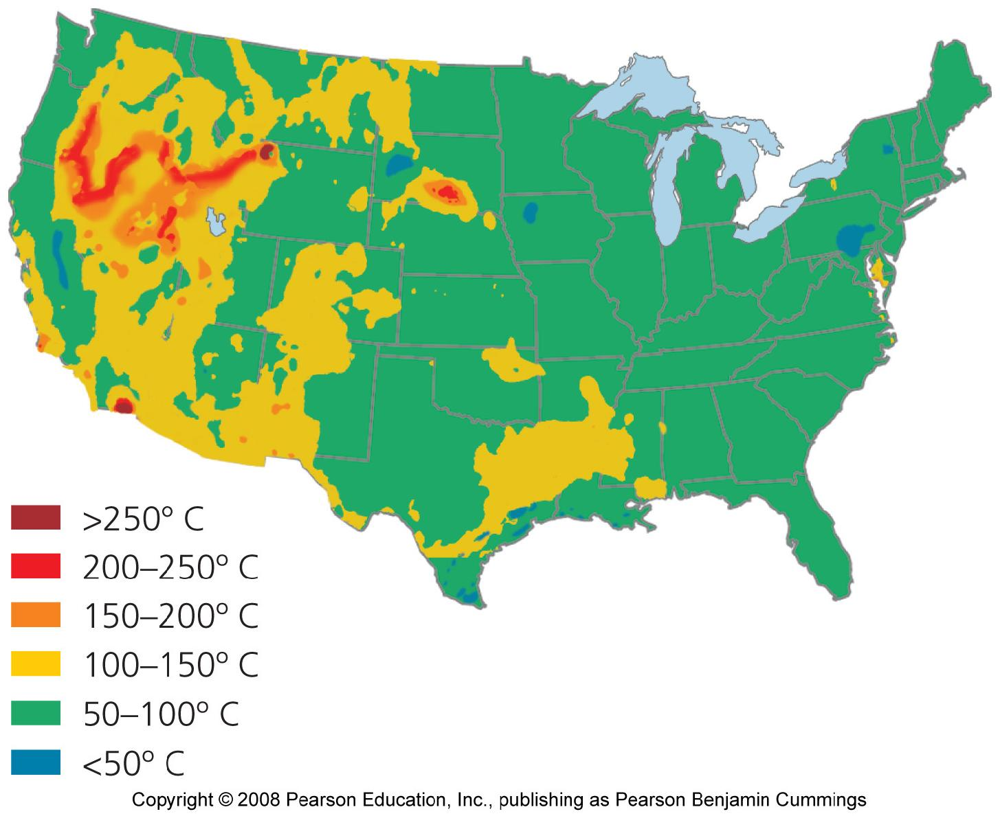 >250° C
200–250° C
150–200° C
100–150° C
50–100° C
<50° C
Copyright © 2008 Pearson Education, Inc., publishing as Pearson Benjamin Cummings